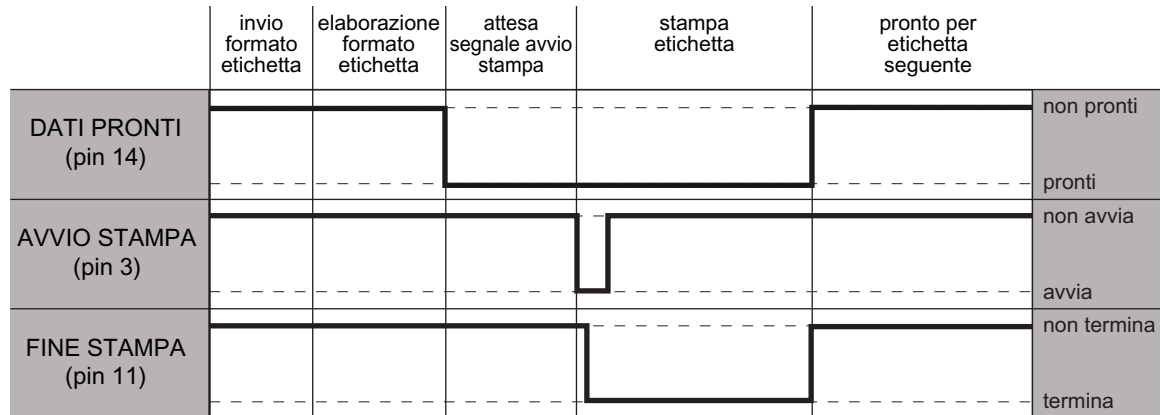 invio
formato
etichetta
elaborazione
formato
etichetta
attesa
segnale avvio
stampa
stampa
etichetta
pronto per
etichetta
seguente
DATI PRONTI
(pin 14)
non pronti
pronti
AVVIO STAMPA
(pin 3)
non avvia
avvia
FINE STAMPA
(pin 11)
non termina
termina